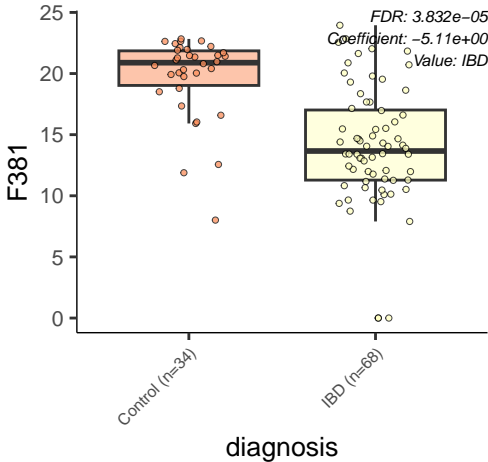 FDR: 3.832e−05
Coefficient: −5.11e+00
Value: IBD
25
20
15
10
5
0
F381
Control (n=34)
IBD (n=68)
diagnosis